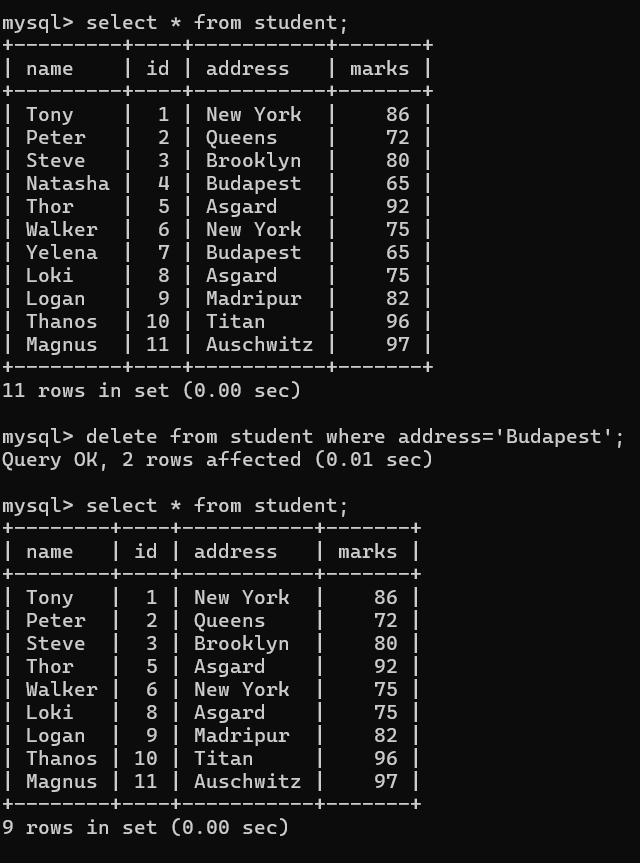 mysql> select * from student;
+---------+----+-----------+-------+
| name    | id | address   | marks |
+---------+----+-----------+-------+
| Tony    |  1 | New York  |    86 |
| Peter   |  2 | Queens    |    72 |
| Steve   |  3 | Brooklyn  |    80 |
| Natasha |  4 | Budapest  |    65 |
| Thor    |  5 | Asgard    |    92 |
| Walker  |  6 | New York  |    75 |
| Yelena  |  7 | Budapest  |    65 |
| Loki    |  8 | Asgard    |    75 |
| Logan   |  9 | Madripur  |    82 |
| Thanos  | 10 | Titan     |    96 |
| Magnus  | 11 | Auschwitz |    97 |
+---------+----+-----------+-------+
11 rows in set (0.00 sec)

mysql> delete from student where address='Budapest';
Query OK, 2 rows affected (0.01 sec)

mysql> select * from student;
+--------+----+-----------+-------+
| name   | id | address   | marks |
+--------+----+-----------+-------+
| Tony   |  1 | New York  |    86 |
| Peter  |  2 | Queens    |    72 |
| Steve  |  3 | Brooklyn  |    80 |
| Thor   |  5 | Asgard    |    92 |
| Walker |  6 | New York  |    75 |
| Loki   |  8 | Asgard    |    75 |
| Logan  |  9 | Madripur  |    82 |
| Thanos | 10 | Titan     |    96 |
| Magnus | 11 | Auschwitz |    97 |
+--------+----+-----------+-------+
9 rows in set (0.00 sec)